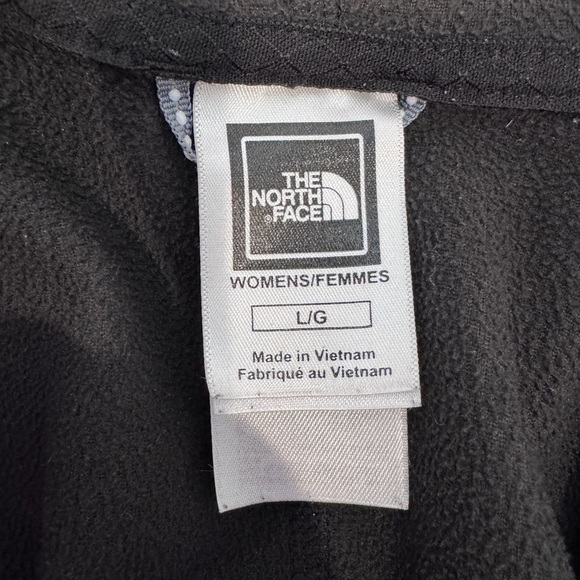 THE
NORTH
FACE
WOMENS/FEMMES
L/G
Made in Vietnam
Fabriqué au Vietnam